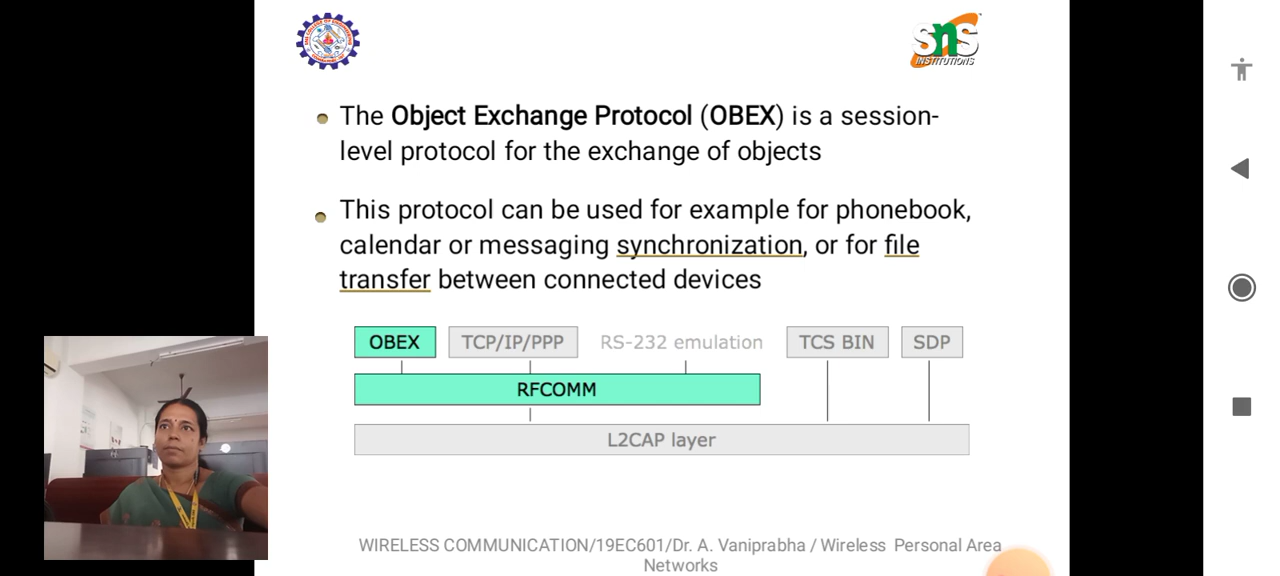 SNS
INSTITUTIONS
The Object Exchange Protocol (OBEX) is a session-
level protocol for the exchange of objects
This protocol can be used for example for phonebook,
calendar or messaging synchronization, or for file
transfer between connected devices
OBEX TCP/IP/PPP RS-232 emulation TCS BIN SDP
RFCOMM
L2CAP layer
WIRELESS COMMUNICATION/19EC601/Dr. A. Vaniprabha / Wireless Personal Area
Networks